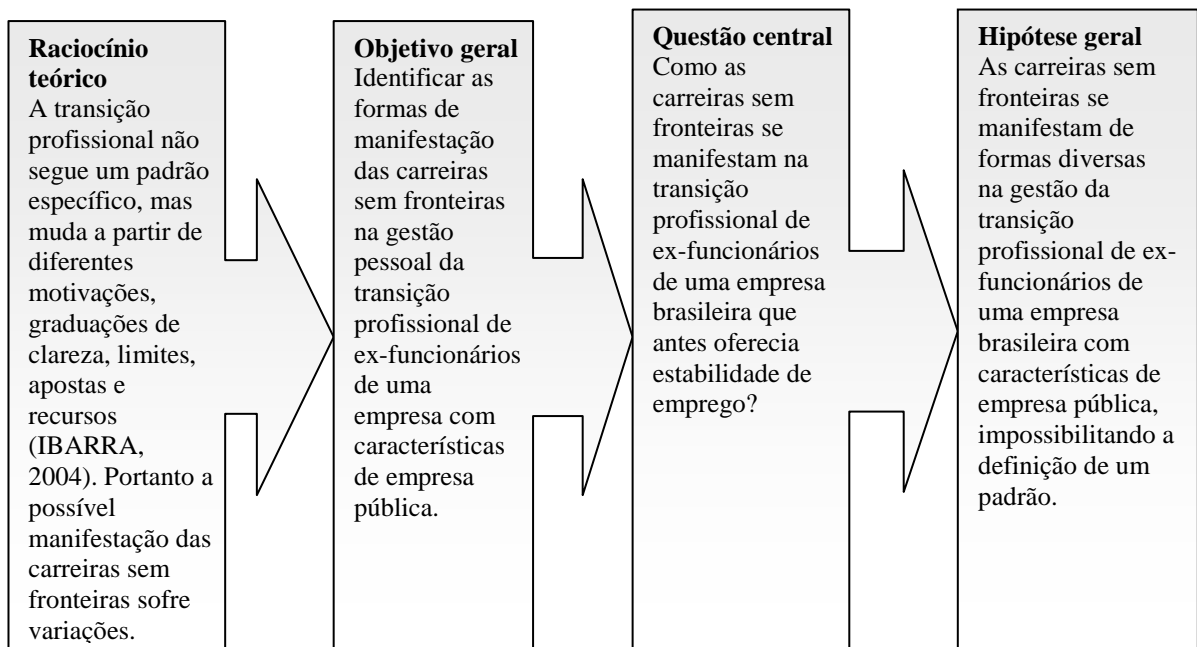 Raciocínio
teórico
A transição
profissional não
segue um padrão
específico, mas
muda a partir de
diferentes
motivações,
graduações de
clareza, limites,
apostas e
recursos
(IBARRA,
2004). Portanto a
possível
manifestação das
carreiras sem
fronteiras sofre
variações.
Objetivo geral
Identificar as
formas de
manifestação
das carreiras
sem fronteiras
na gestão
pessoal da
transição
profissional de
ex-funcionários
de uma
empresa com
características
de empresa
pública.
Questão central
Como as
carreiras sem
fronteiras se
manifestam na
transição
profissional de
ex-funcionários
de uma empresa
brasileira que
antes oferecia
estabilidade de
emprego?
Hipótese geral
As carreiras sem
fronteiras se
manifestam de
formas diversas
na gestão da
transição
profissional de ex-
funcionários de
uma empresa
brasileira com
características de
empresa pública,
impossibilitando a
definição de um
padrão.